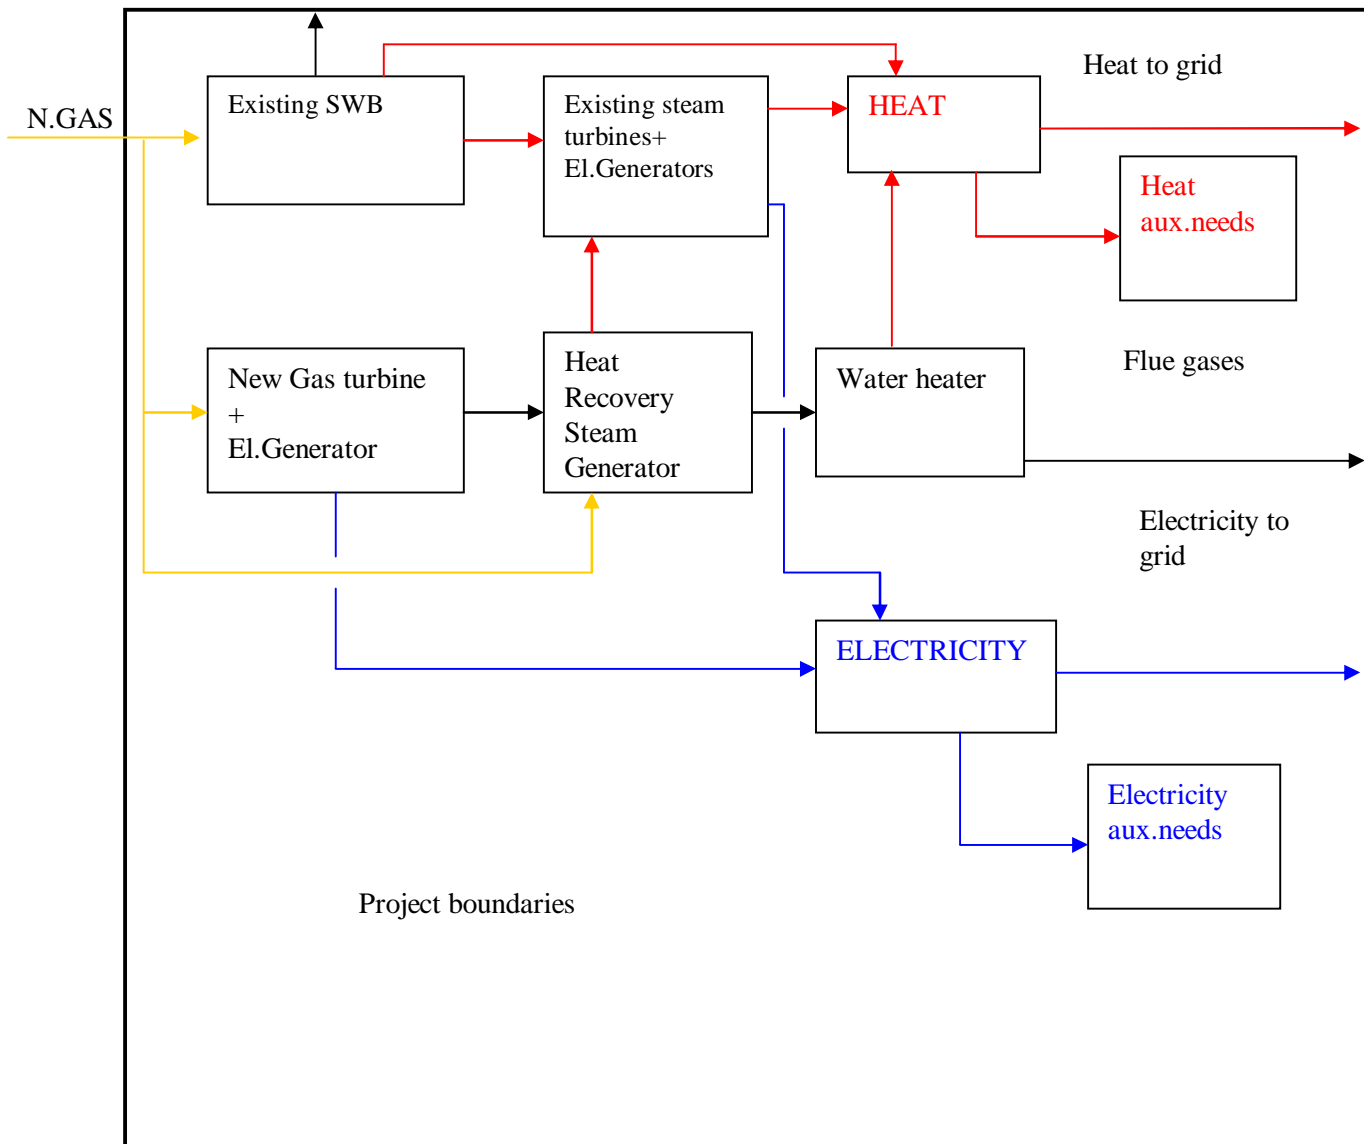 Heat to grid
N.GAS
Existing SWB
Existing steam
turbines+
El.Generators
HEAT
Heat
aux.needs
New Gas turbine
+
El.Generator
Heat
Recovery
Steam
Generator
Water heater
Flue gases
Electricity to
grid
ELECTRICITY
Electricity
aux.needs
Project boundaries